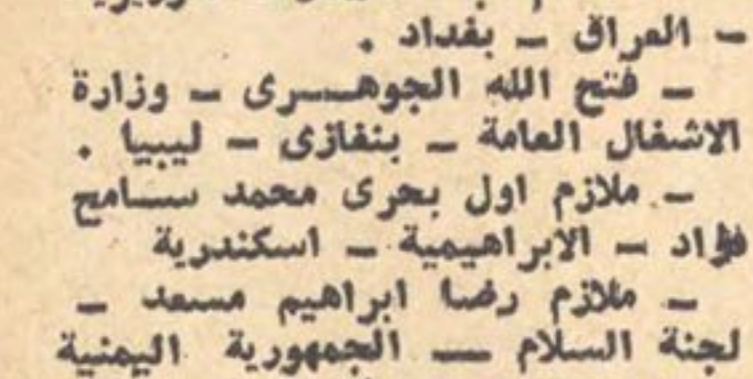 - العراق - بغداد .
- فتح الله الجوهرى - وزارة
الاشغال العامة - بنغازى - ليبيا .
- ملازم اول بحرى محمد سامح
فؤاد - الابراهيمية - اسكندرية
- ملازم رضا ابراهيم مسعد -
لجنة السلام - الجمهورية اليمنية